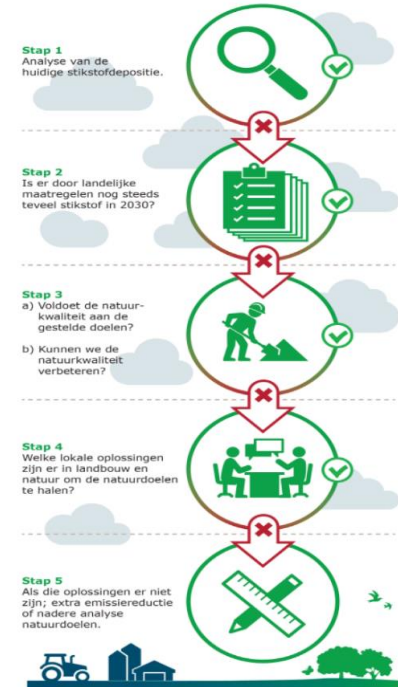 Stap 1
Analyse van de
huidige stikstofdepositie.
Stap 2
Is er door landelijke
maatregelen nog steeds
teveel stikstof in 2030?
Stap 3
a) Voldoet de natuur-
kwaliteit aan de
gestelde doelen?
b) Kunnen we de
natuurkwaliteit
verbeteren?
Stap 4
Welke lokale oplossingen
zijn er in landbouw en
natuur om de natuurdoelen
te halen?
Stap 5
Als die oplossingen er niet
zijn; extra emissiereductie
of nadere analyse
natuurdoelen.